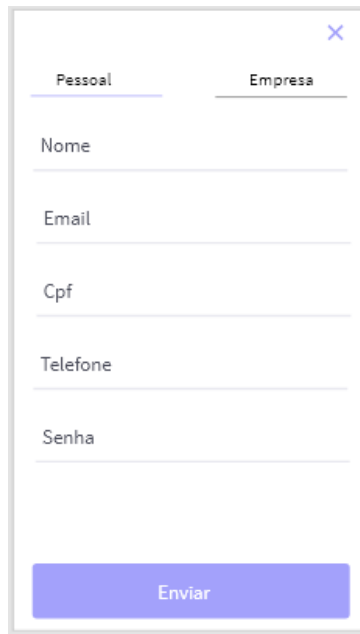 Pessoal Empresa
Nome
Email
Cpf
Telefone
Senha
Enviar